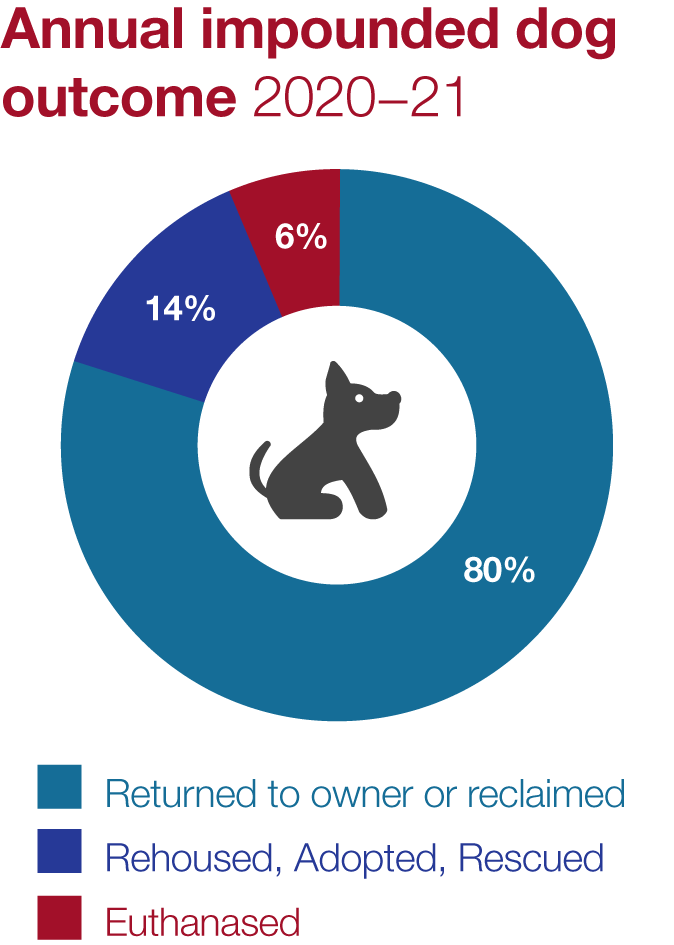 Annual impounded dog
outcome 2020–21
6%
14%
80%
Returned to owner or reclaimed
Rehoused, Adopted, Rescued
Euthanased